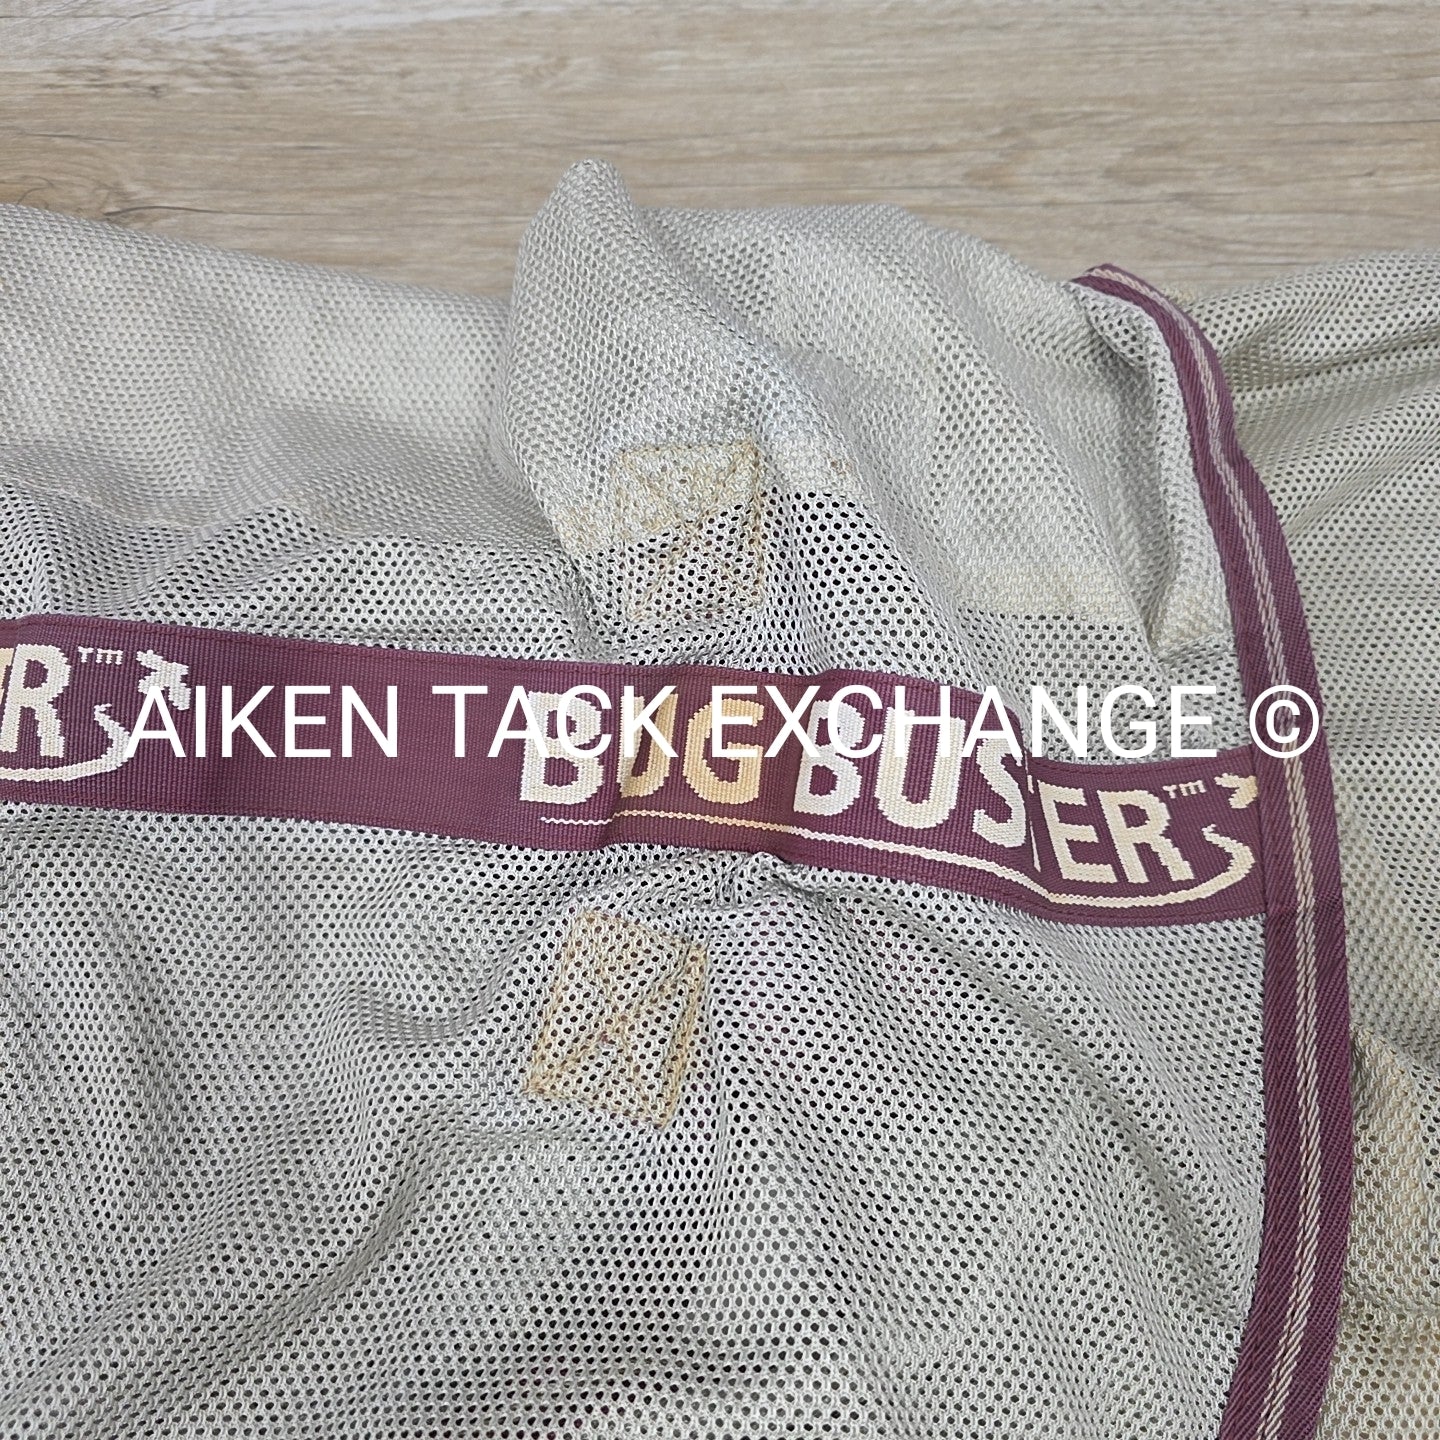 R™
AIKEN TACK EXCHANGE ©
BUG BUSTER™